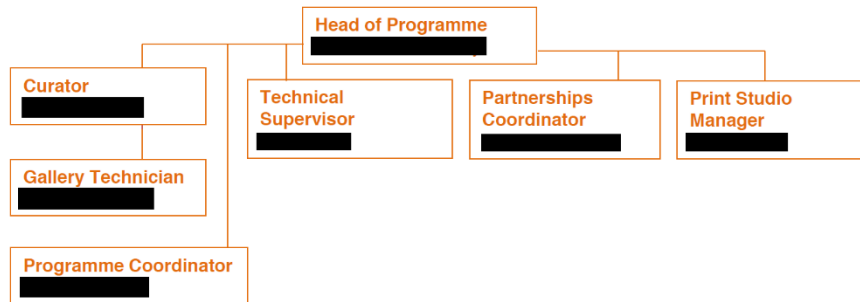 Head of Programme
Curator
Technical
Supervisor
Partnerships
Coordinator
Print Studio
Manager
Gallery Technician
Programme Coordinator